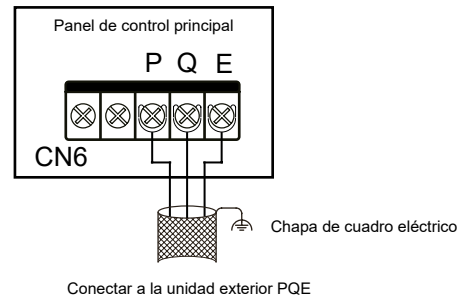 Panel de control principal
P Q E
CN6
Chapa de cuadro eléctrico
Conectar a la unidad exterior PQE